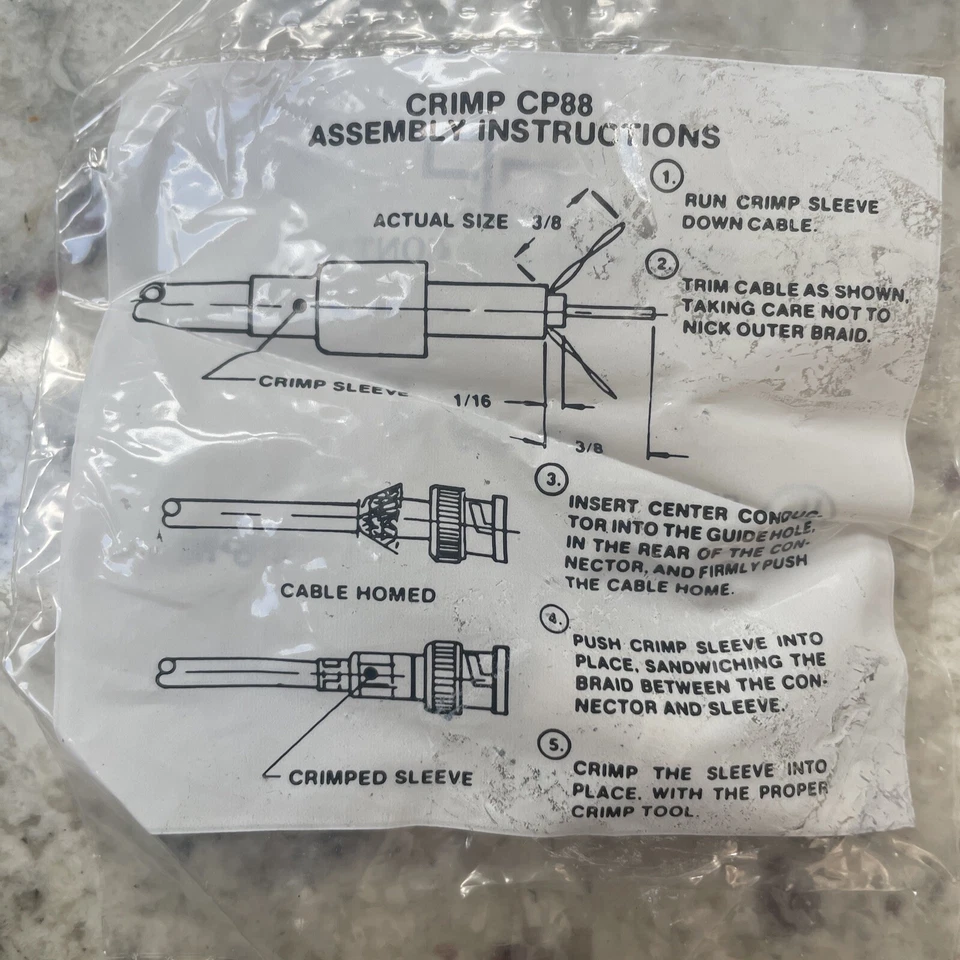 CRIMP CP88
ASSEMBLY INSTRUCTIONS
ACTUAL SIZE 3/8
CRIMP SLEEVE
1/16
3/8
CABLE HOMED
CRIMPED SLEEVE
1.
RUN CRIMP SLEEVE
DOWN CABLE.
2.
TRIM CABLE AS SHOWN,
TAKING CARE NOT TO
NICK OUTER BRAID.
3.
INSERT CENTER CONDUC-
TOR INTO THE GUIDE HOLE,
IN THE REAR OF THE CON-
NECTOR, AND FIRMLY PUSH
THE CABLE HOME.
4.
PUSH CRIMP SLEEVE INTO
PLACE, SANDWICHING THE
BRAID BETWEEN THE CON-
NECTOR AND SLEEVE.
5.
CRIMP THE SLEEVE INTO
PLACE, WITH THE PROPER
CRIMP TOOL.